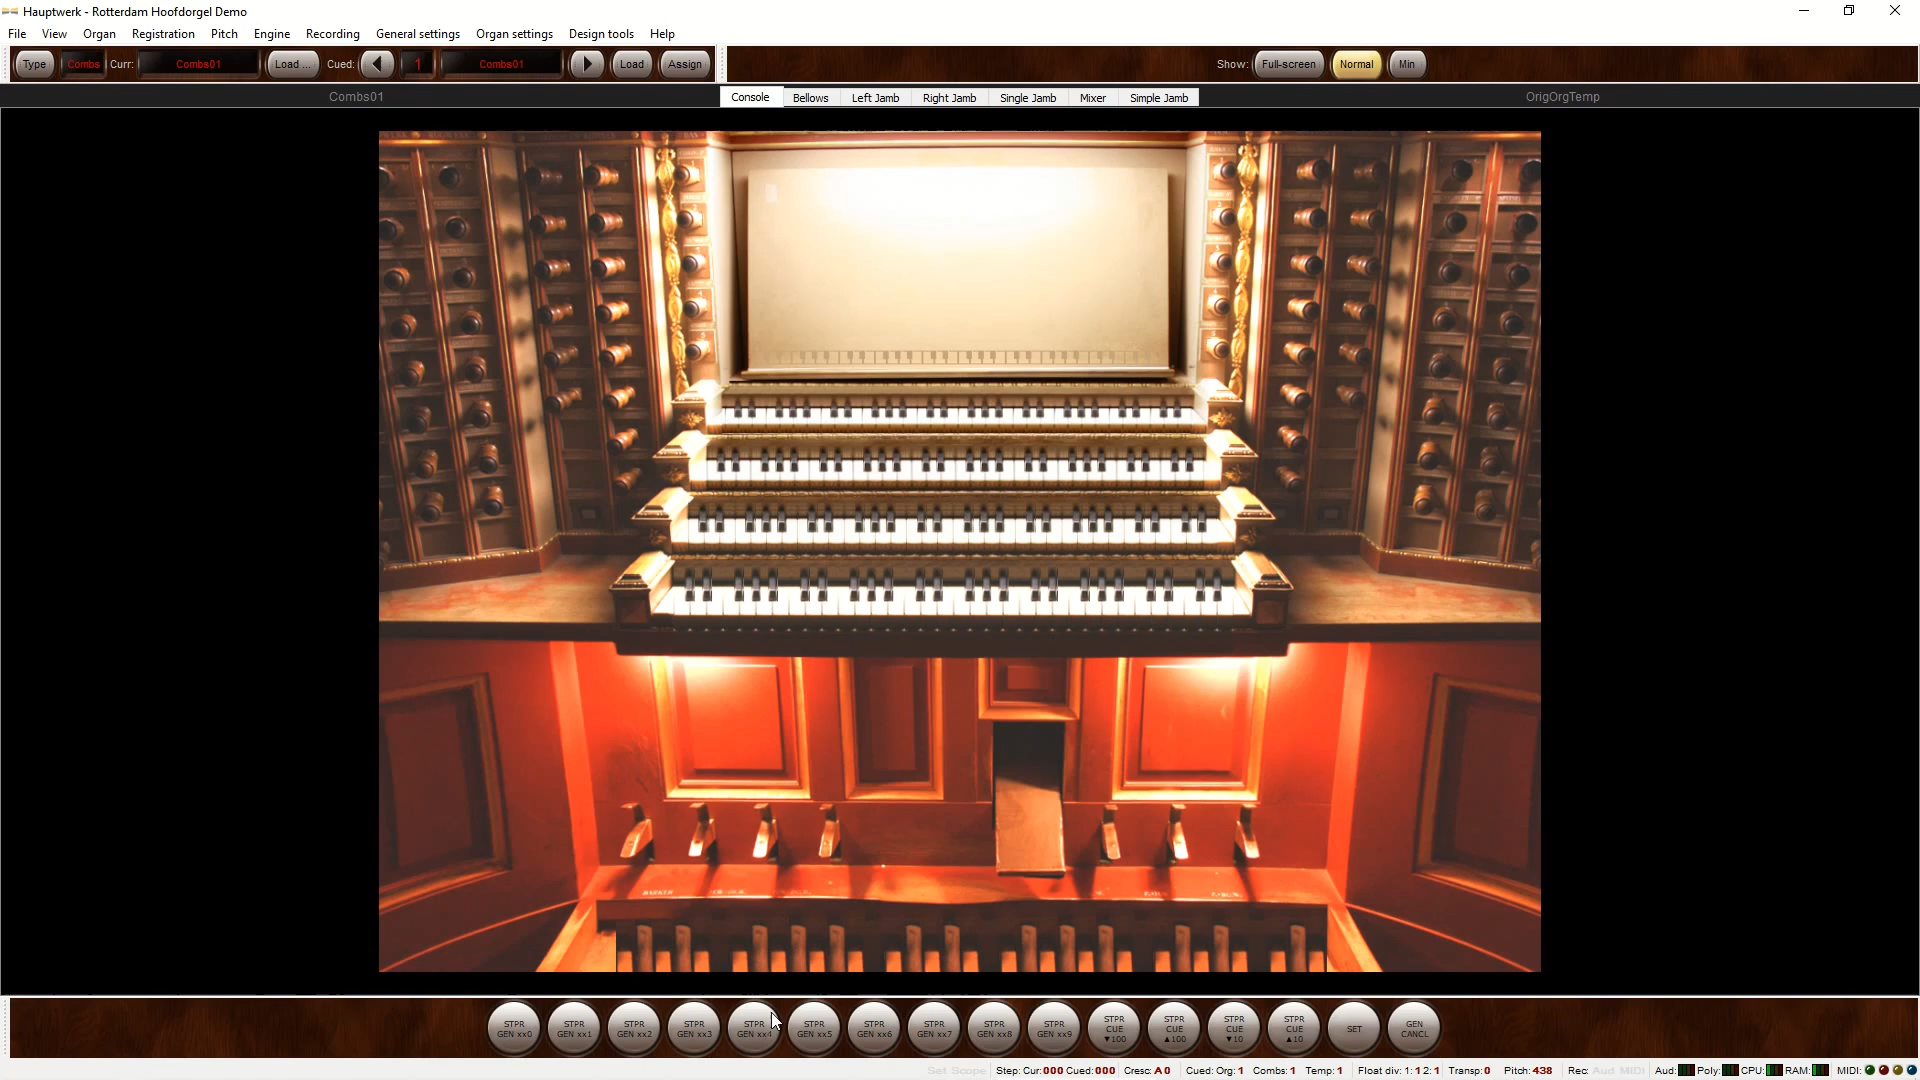 Hauptwerk - Rotterdam Hoofdorgel Demo
File View Organ Registration Pitch Engine Recording General settings Organ settings Design tools Help
Type Combs Curr: Combs01 Load ... Cued: 1 Combs01 Load Assign Show: Full-screen Normal Min
Combs01 Console Bellows Left Jamb Right Jamb Single Jamb Mixer Simple Jamb OrigOrgTemp
STPR GEN xx0
STPR GEN xx1
STPR GEN xx2
STPR GEN xx3
STPR GEN xx4
STPR GEN xx5
STPR GEN xx6
STPR GEN xx7
STPR GEN xx8
STPR GEN xx9
STPR CUE ▼100
STPR CUE ▲100
STPR CUE ▼10
STPR CUE ▲10
SET
GEN CANCL
Set Scope Step: Cur:000 Cued:000 Cresc: A 0 Cued: Org:1 Combs:1 Temp:1 Float div: 1:1 2:1 Transp:0 Pitch:438 Rec: Aud MIDI Aud: Poly: CPU: RAM: MIDI: